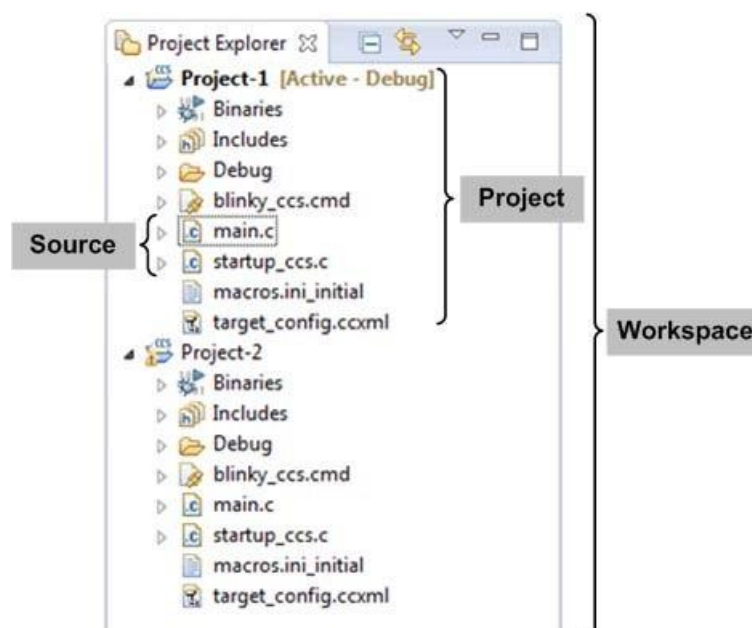 Project Explorer
Project-1 [Active - Debug]
Binaries
Includes
Debug
blinky_ccs.cmd
main.c
startup_ccs.c
macros.ini_initial
target_config.ccxml
Project-2
Binaries
Includes
Debug
blinky_ccs.cmd
main.c
startup_ccs.c
macros.ini_initial
target_config.ccxml
Source
Project
Workspace